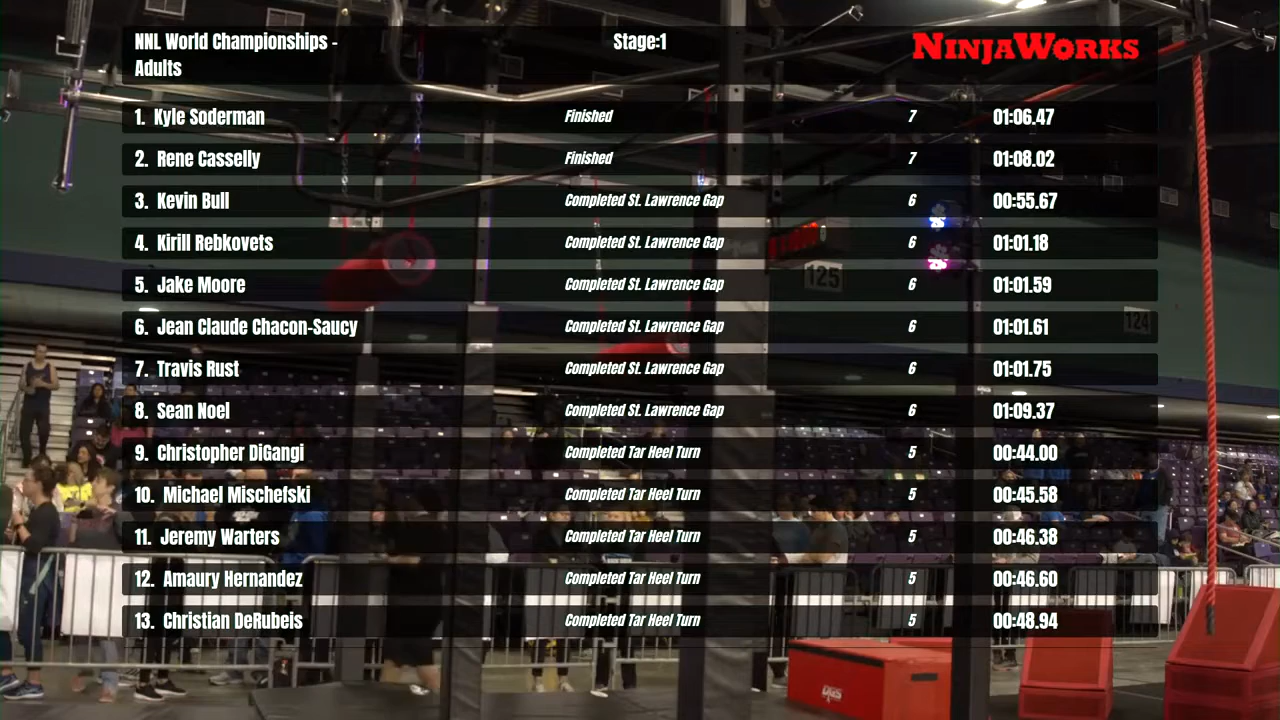 NNL World Championships -
Adults
Stage:1
NINJAWORKS
1. Kyle Soderman Finished 7 01:06.47
2. Rene Casselly Finished 7 01:08.02
3. Kevin Bull Completed St. Lawrence Gap 6 00:55.67
4. Kirill Rebkovets Completed St. Lawrence Gap 6 01:01.18
5. Jake Moore Completed St. Lawrence Gap 6 01:01.59
6. Jean Claude Chacon-Saucy Completed St. Lawrence Gap 6 01:01.61
7. Travis Rust Completed St. Lawrence Gap 6 01:01.75
8. Sean Noel Completed St. Lawrence Gap 6 01:09.37
9. Christopher DiGangi Completed Tar Heel Turn 5 00:44.00
10. Michael Mischefski Completed Tar Heel Turn 5 00:45.58
11. Jeremy Warters Completed Tar Heel Turn 5 00:46.38
12. Amaury Hernandez Completed Tar Heel Turn 5 00:46.60
13. Christian DeRubeis Completed Tar Heel Turn 5 00:48.94
125
124
DGS